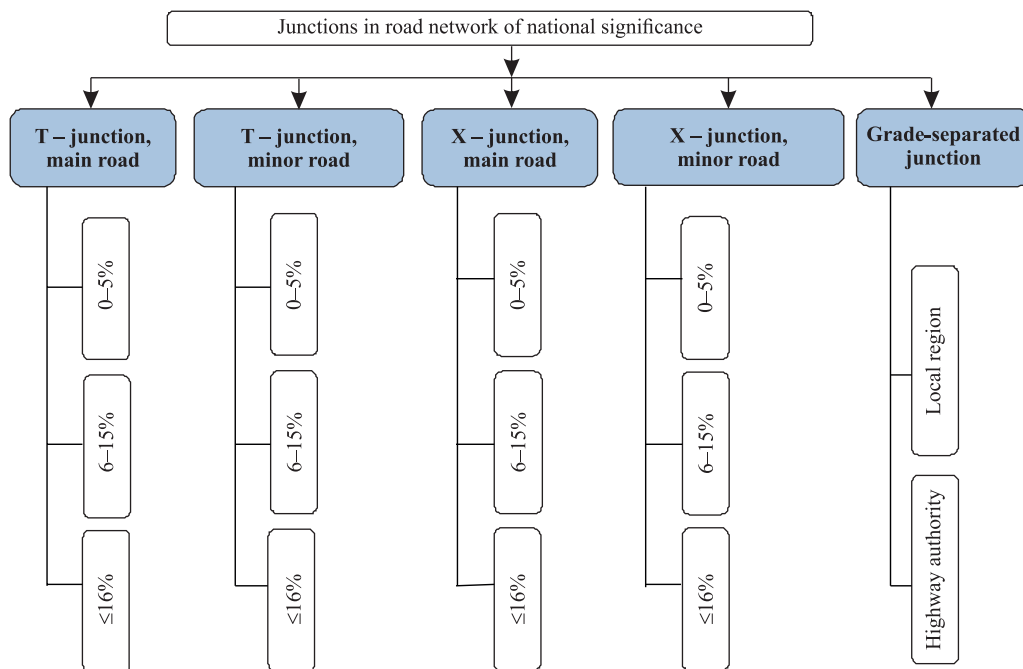 Junctions in road network of national significance
T – junction,
main road
T – junction,
minor road
X – junction,
main road
X – junction,
minor road
Grade-separated
junction
0–5%
6–15%
≤16%
0–5%
6–15%
≤16%
0–5%
6–15%
≤16%
0–5%
6–15%
≤16%
Local region
Highway authority